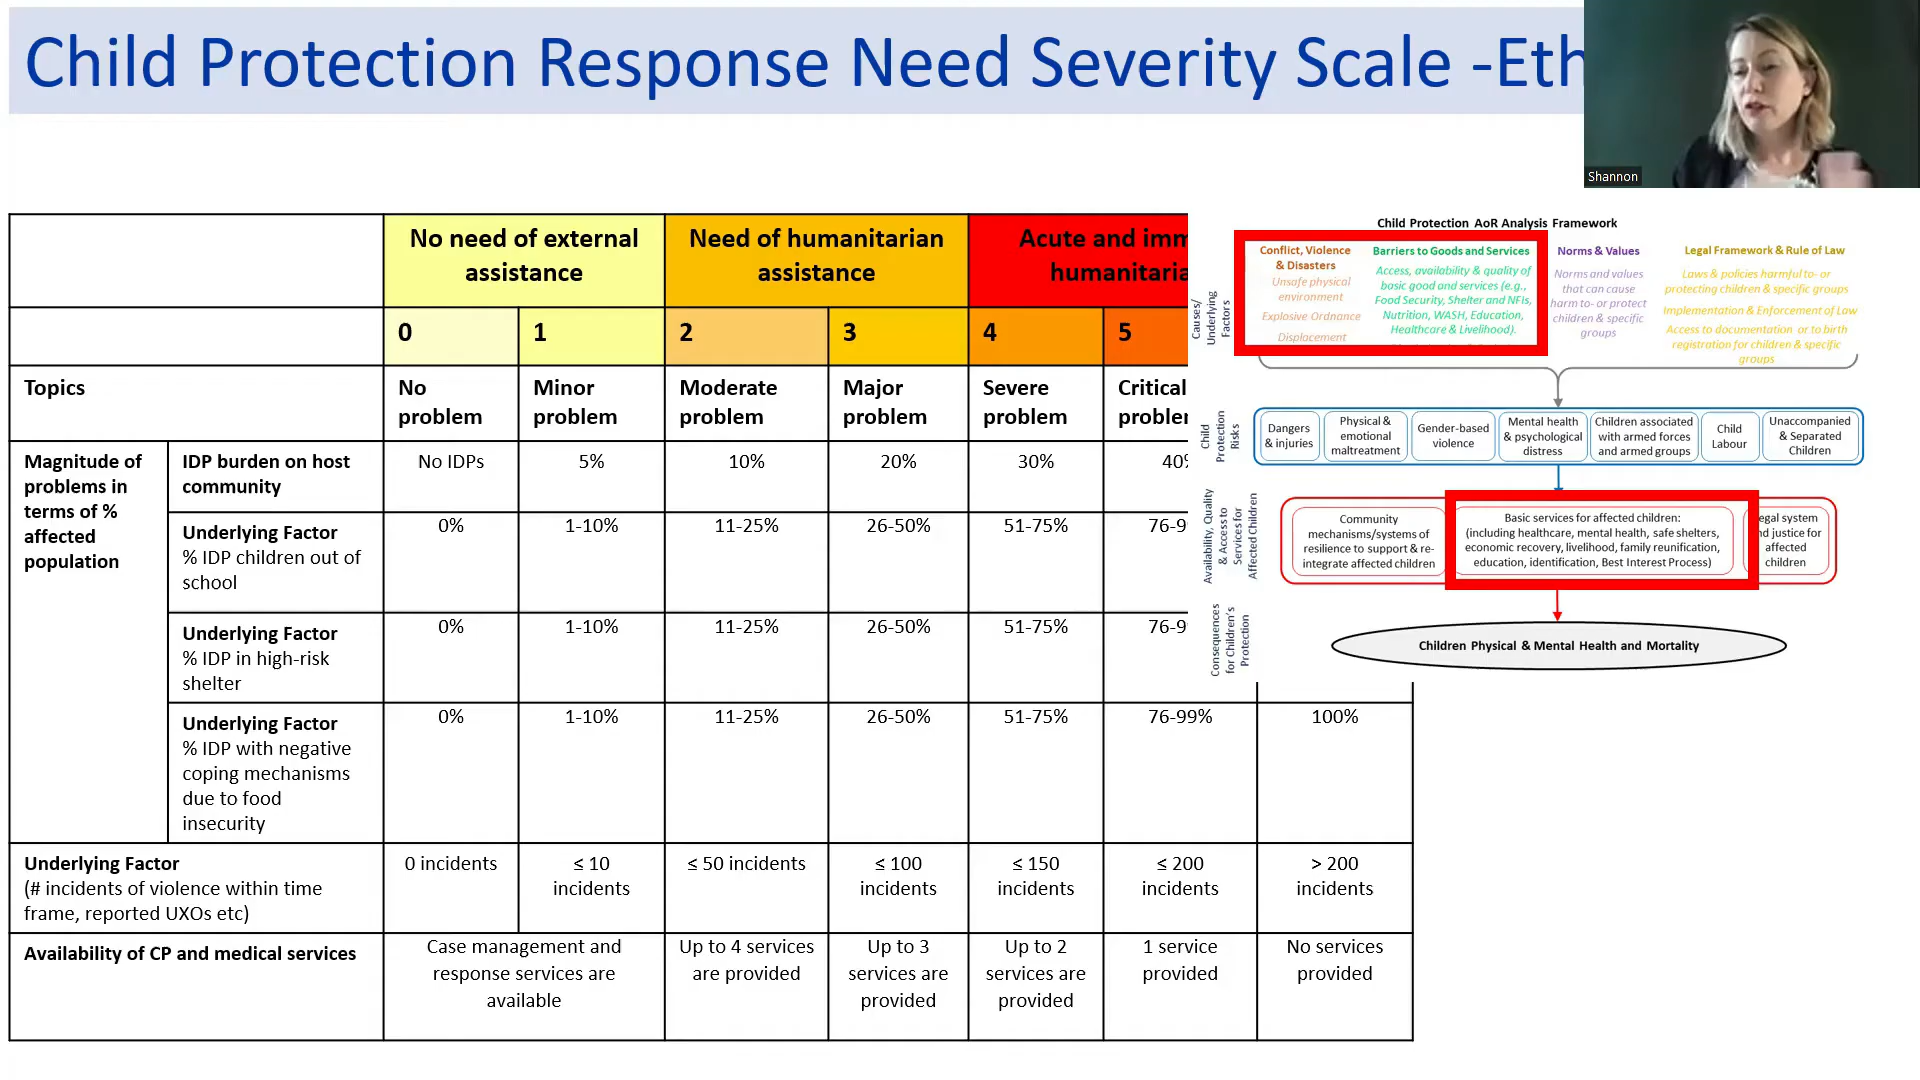 Child Protection Response Need Severity Scale -Eth
Shannon
No need of external
assistance
Need of humanitarian
assistance
Acute and imm
humanitaria
0
1
2
3
4
5
Topics
No
problem
Minor
problem
Moderate
problem
Major
problem
Severe
problem
Critical
probler
Magnitude of
problems in
terms of %
affected
population
IDP burden on host
community
No IDPs
5%
10%
20%
30%
40%
Underlying Factor
% IDP children out of
school
0%
1-10%
11-25%
26-50%
51-75%
76-9
Underlying Factor
% IDP in high-risk
shelter
0%
1-10%
11-25%
26-50%
51-75%
76-9
Underlying Factor
% IDP with negative
coping mechanisms
due to food
insecurity
0%
1-10%
11-25%
26-50%
51-75%
76-99%
100%
Underlying Factor
(# incidents of violence within time
frame, reported UXOs etc)
0 incidents
≤ 10
incidents
≤ 50 incidents
≤ 100
incidents
≤ 150
incidents
≤ 200
incidents
> 200
incidents
Availability of CP and medical services
Case management and
response services are
available
Up to 4 services
are provided
Up to 3
services are
provided
Up to 2
services are
provided
1 service
provided
No services
provided
Child Protection AoR Analysis Framework
Causes/
Underlying
Factors
Conflict, Violence
& Disasters
Unsafe physical
environment
Explosive Ordnance
Displacement
Barriers to Goods and Services
Access, availability & quality of
basic good and services (e.g.,
Food Security, Shelter and NFIs,
Nutrition, WASH, Education,
Healthcare & Livelihood).
Norms & Values
Norms and values
that can cause
harm to- or protect
children & specific
groups
Legal Framework & Rule of Law
Laws & policies harmful to- or
protecting children & specific groups
Implementation & Enforcement of Law
Access to documentation or to birth
registration for children & specific
groups
Child
Protection
Risks
Dangers
& injuries
Physical &
emotional
maltreatment
Gender-based
violence
Mental health
& psychological
distress
Children associated
with armed forces
and armed groups
Child
Labour
Unaccompanied
& Separated
Children
Availability, Quality
& Access to
Services for
Affected Children
Community
mechanisms/systems of
resilience to support & re-
integrate affected children
Basic services for affected children:
(including healthcare, mental health, safe shelters,
economic recovery, livelihood, family reunification,
education, identification, Best Interest Process)
egal system
nd justice for
affected
children
Consequences
for Children's
Protection
Children Physical & Mental Health and Mortality